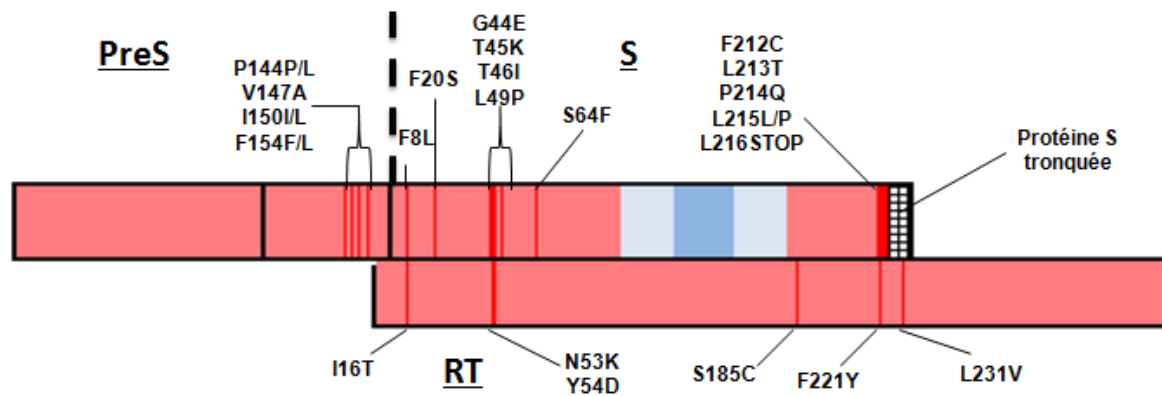 PreS
P144P/L
V147A
I150I/L
F154F/L
F20S
F8L
G44E
T45K
T46I
L49P
S
S64F
F212C
L213T
P214Q
L215L/P
L216STOP
Protéine S
tronquée
I16T
RT
N53K
Y54D
S185C
F221Y
L231V